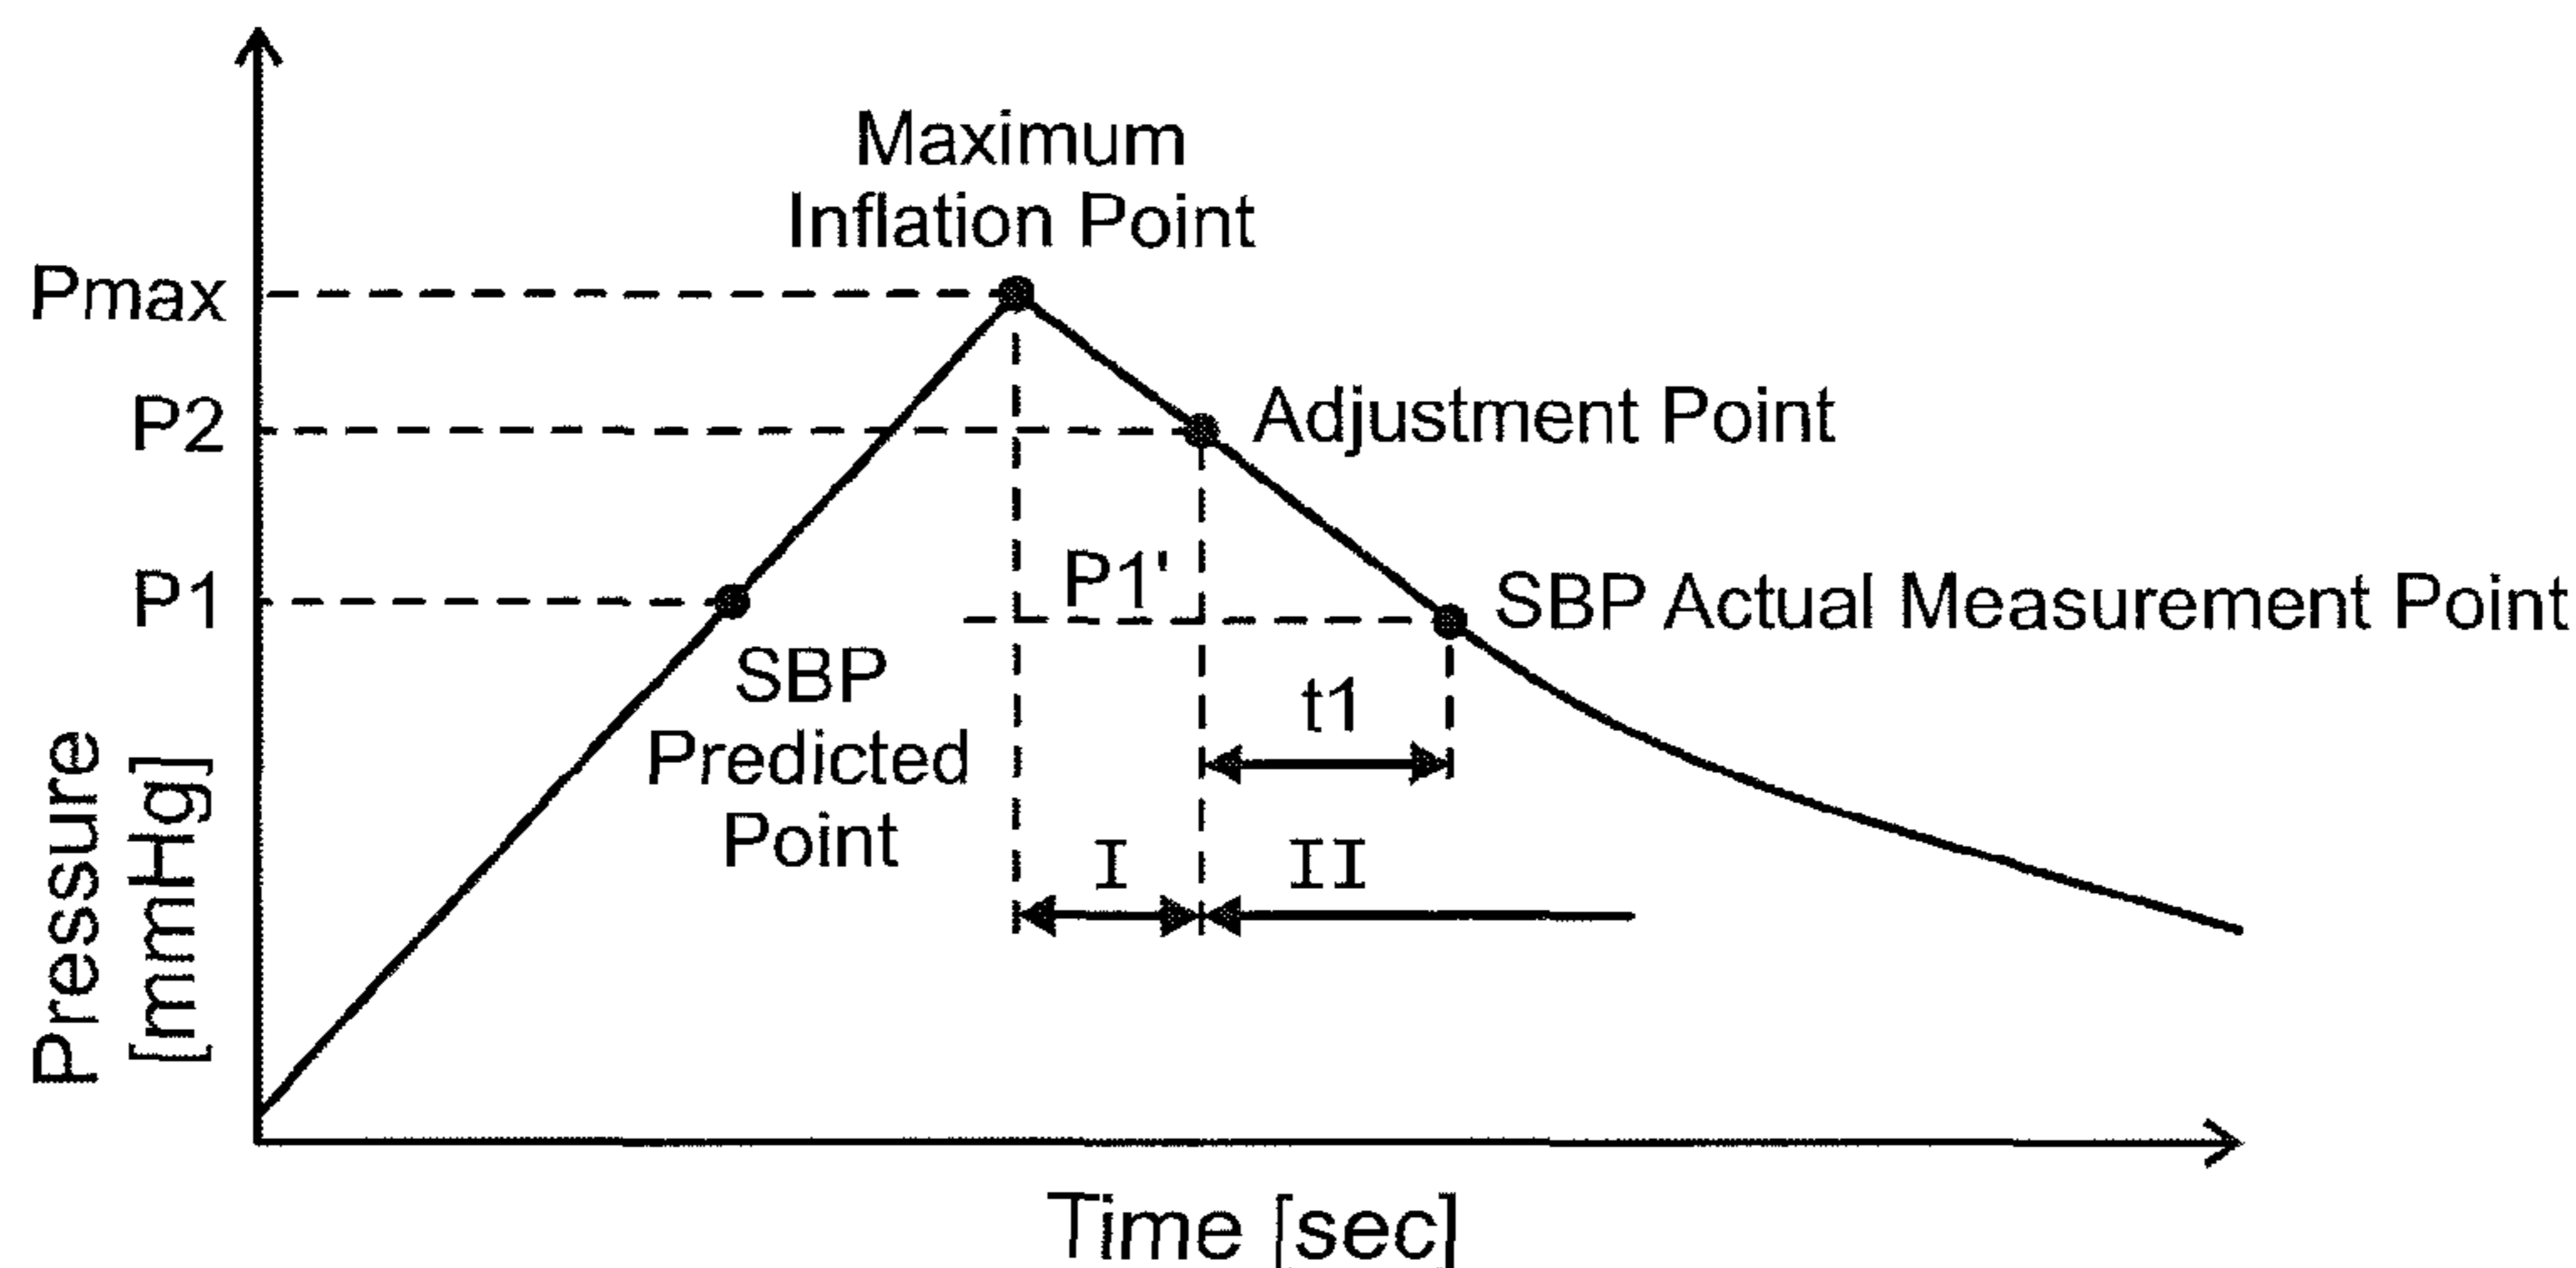 Maximum
Inflation Point
Pmax
P2
Adjustment Point
P1
P1'
SBP Actual Measurement Point
SBP
Predicted
Point
t1
I
II
Pressure
[mmHg]
Time [sec]